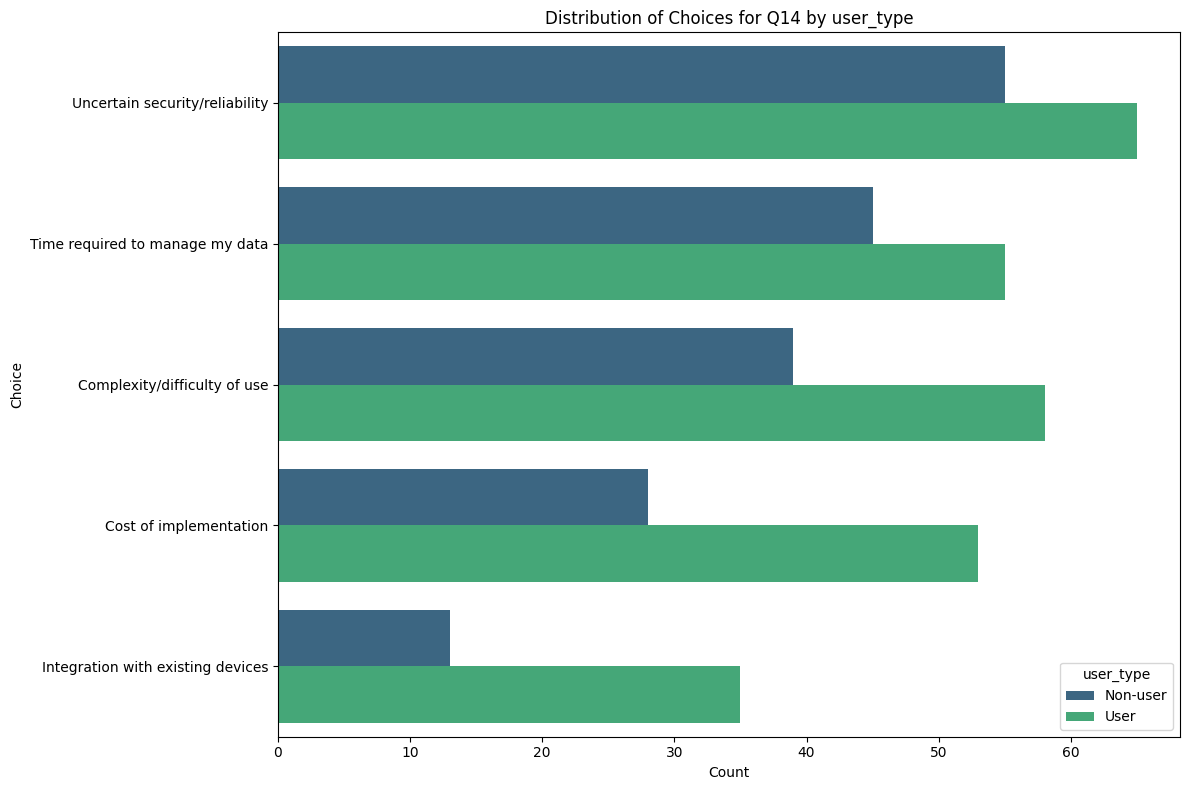 Distribution of Choices for Q14 by user_type
Choice
Uncertain security/reliability
Time required to manage my data
Complexity/difficulty of use
Cost of implementation
Integration with existing devices
user_type
Non-user
User
0 10 20 30 40 50 60
Count